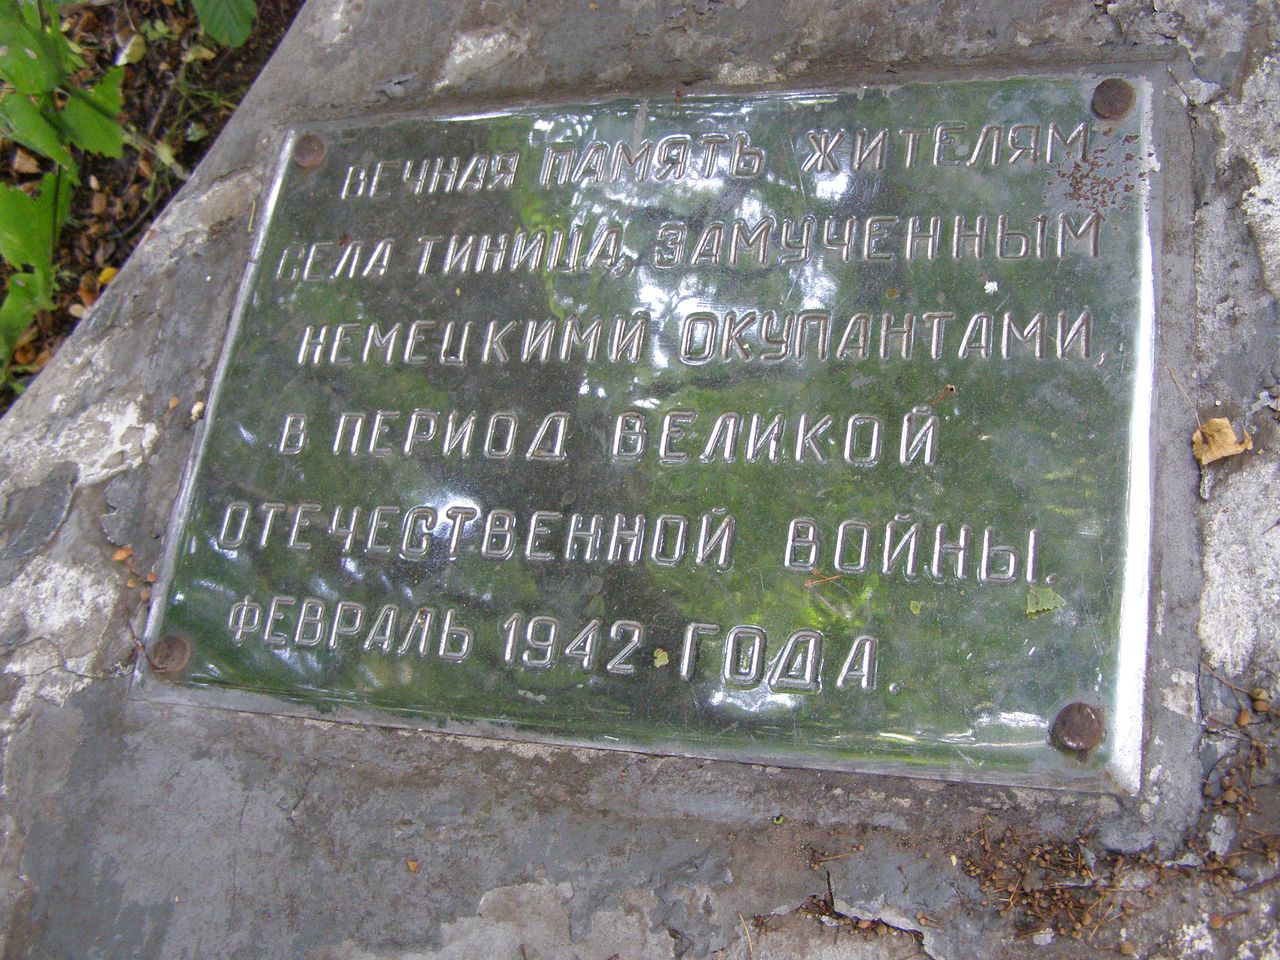 ВЕЧНАЯ ПАМЯТЬ ЖИТЕЛЯМ
СЕЛА ТИНИЦА, ЗАМУЧЕННЫМ
НЕМЕЦКИМИ ОКУПАНТАМИ,
В ПЕРИОД ВЕЛИКОЙ
ОТЕЧЕСТВЕННОЙ ВОЙНЫ.
ФЕВРАЛЬ 1942 ГОДА.